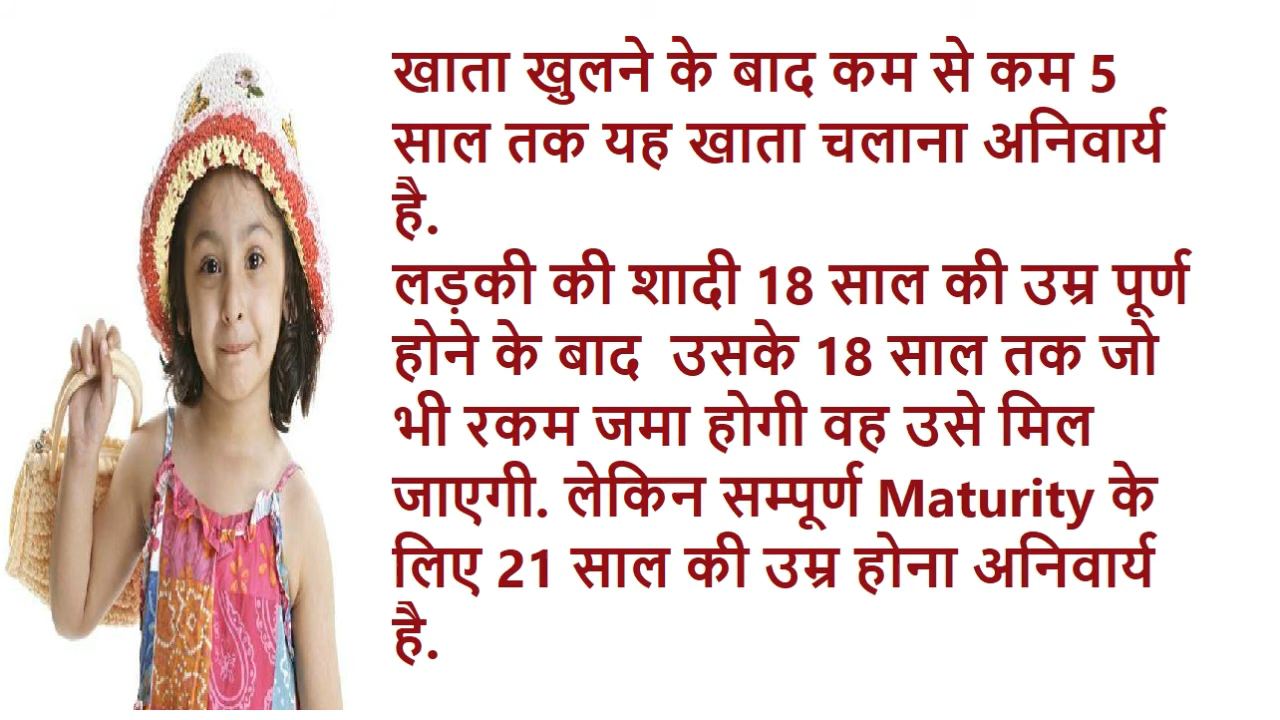 खाता खुलने के बाद कम से कम 5
साल तक यह खाता चलाना अनिवार्य
है.
लड़की की शादी 18 साल की उम्र पूर्ण
होने के बाद उसके 18 साल तक जो
भी रकम जमा होगी वह उसे मिल
जाएगी. लेकिन सम्पूर्ण Maturity के
लिए 21 साल की उम्र होना अनिवार्य
है.